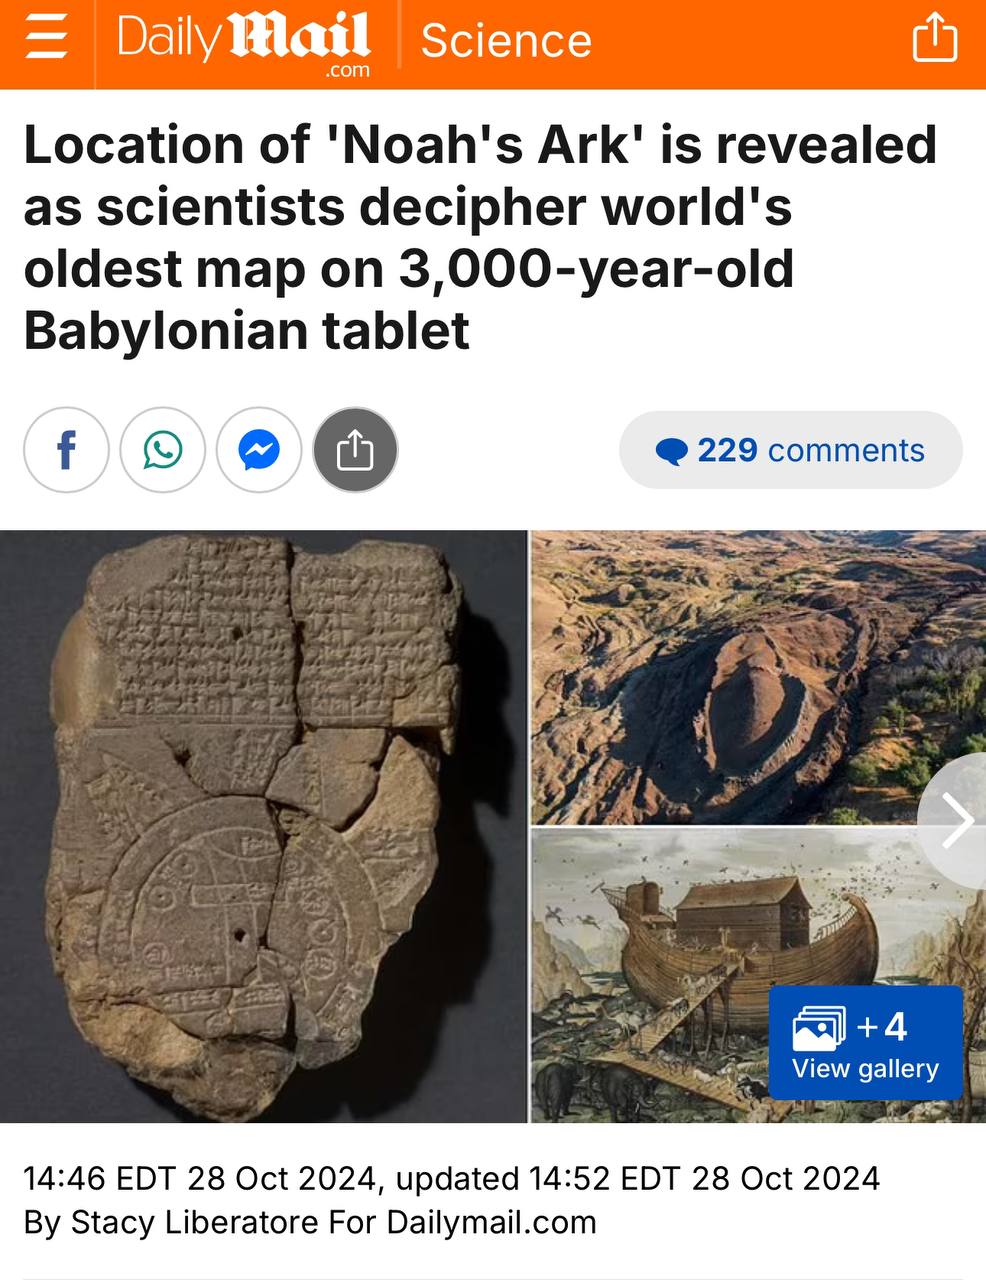 Daily Mail
.com
Science
Location of 'Noah's Ark' is revealed
as scientists decipher world's
oldest map on 3,000-year-old
Babylonian tablet
229 comments
+4
View gallery
14:46 EDT 28 Oct 2024, updated 14:52 EDT 28 Oct 2024
By Stacy Liberatore For Dailymail.com